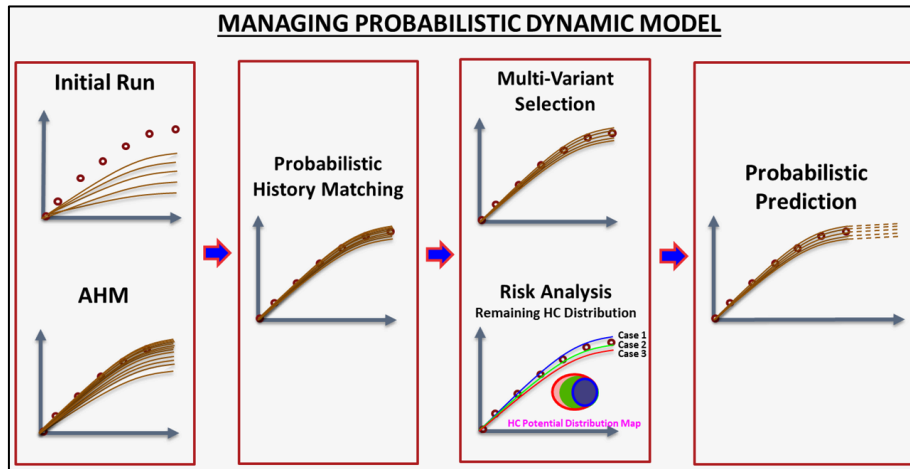 MANAGING PROBABILISTIC DYNAMIC MODEL
Initial Run
AHM
Probabilistic
History Matching
Multi-Variant
Selection
Risk Analysis
Remaining HC Distribution
Case 1
Case 2
Case 3
HC Potential Distribution Map
Probabilistic
Prediction